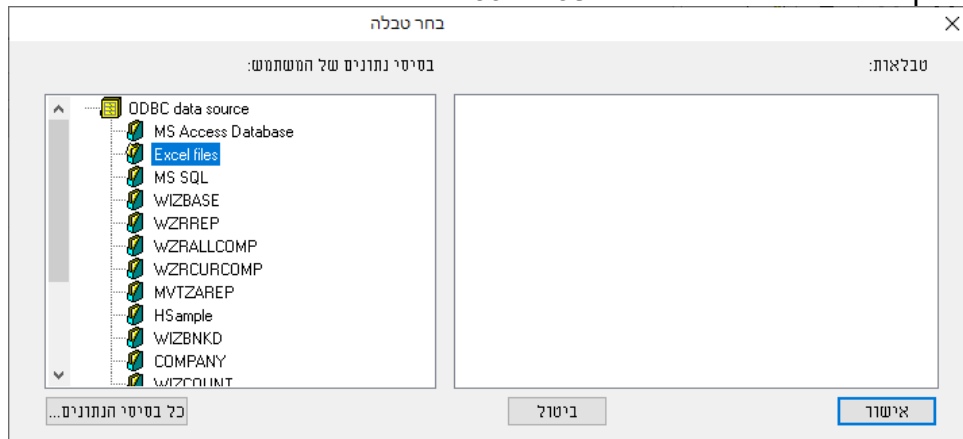 בחר טבלה
טבלאות:
בסיסי נתונים של המשתמש:
ODBC data source
MS Access Database
Excel files
MS SQL
WIZBASE
WZRREP
WZRALLCOMP
WZRCURCOMP
MVTZAREP
HSample
WIZBNKD
COMPANY
WIZCOUNT
אישור
ביטול
כל בסיסי הנתונים...